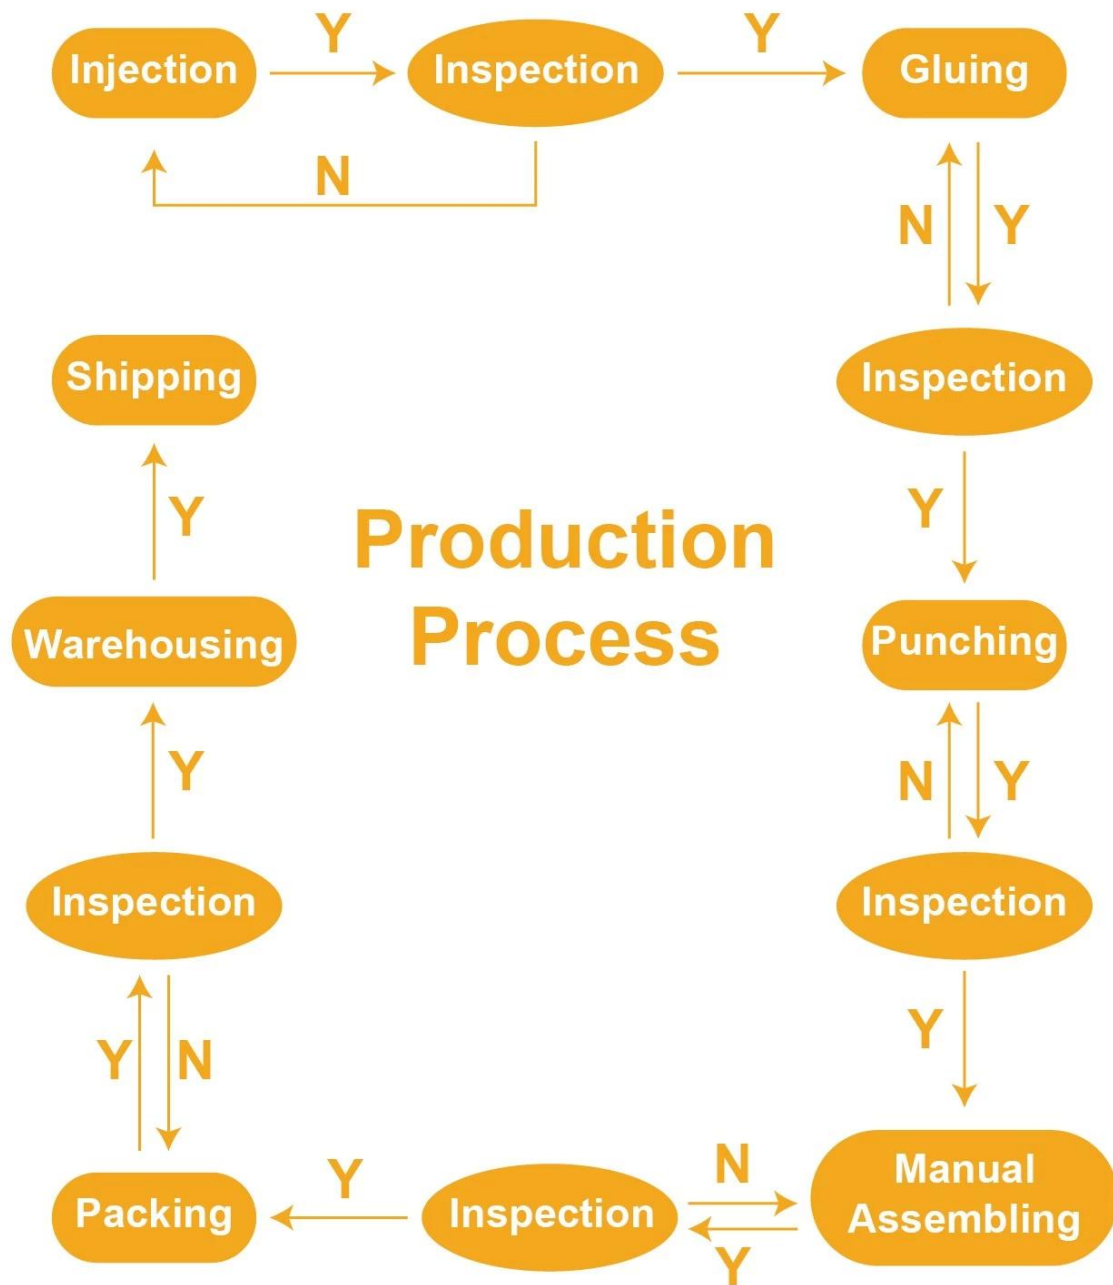 Injection
Y
Inspection
Y
Gluing
N
N
Y
Inspection
Y
Punching
N
Y
Inspection
Y
Manual
Assembling
N
Y
Inspection
Y
Packing
Y
N
Inspection
Y
Warehousing
Y
Shipping
Production
Process